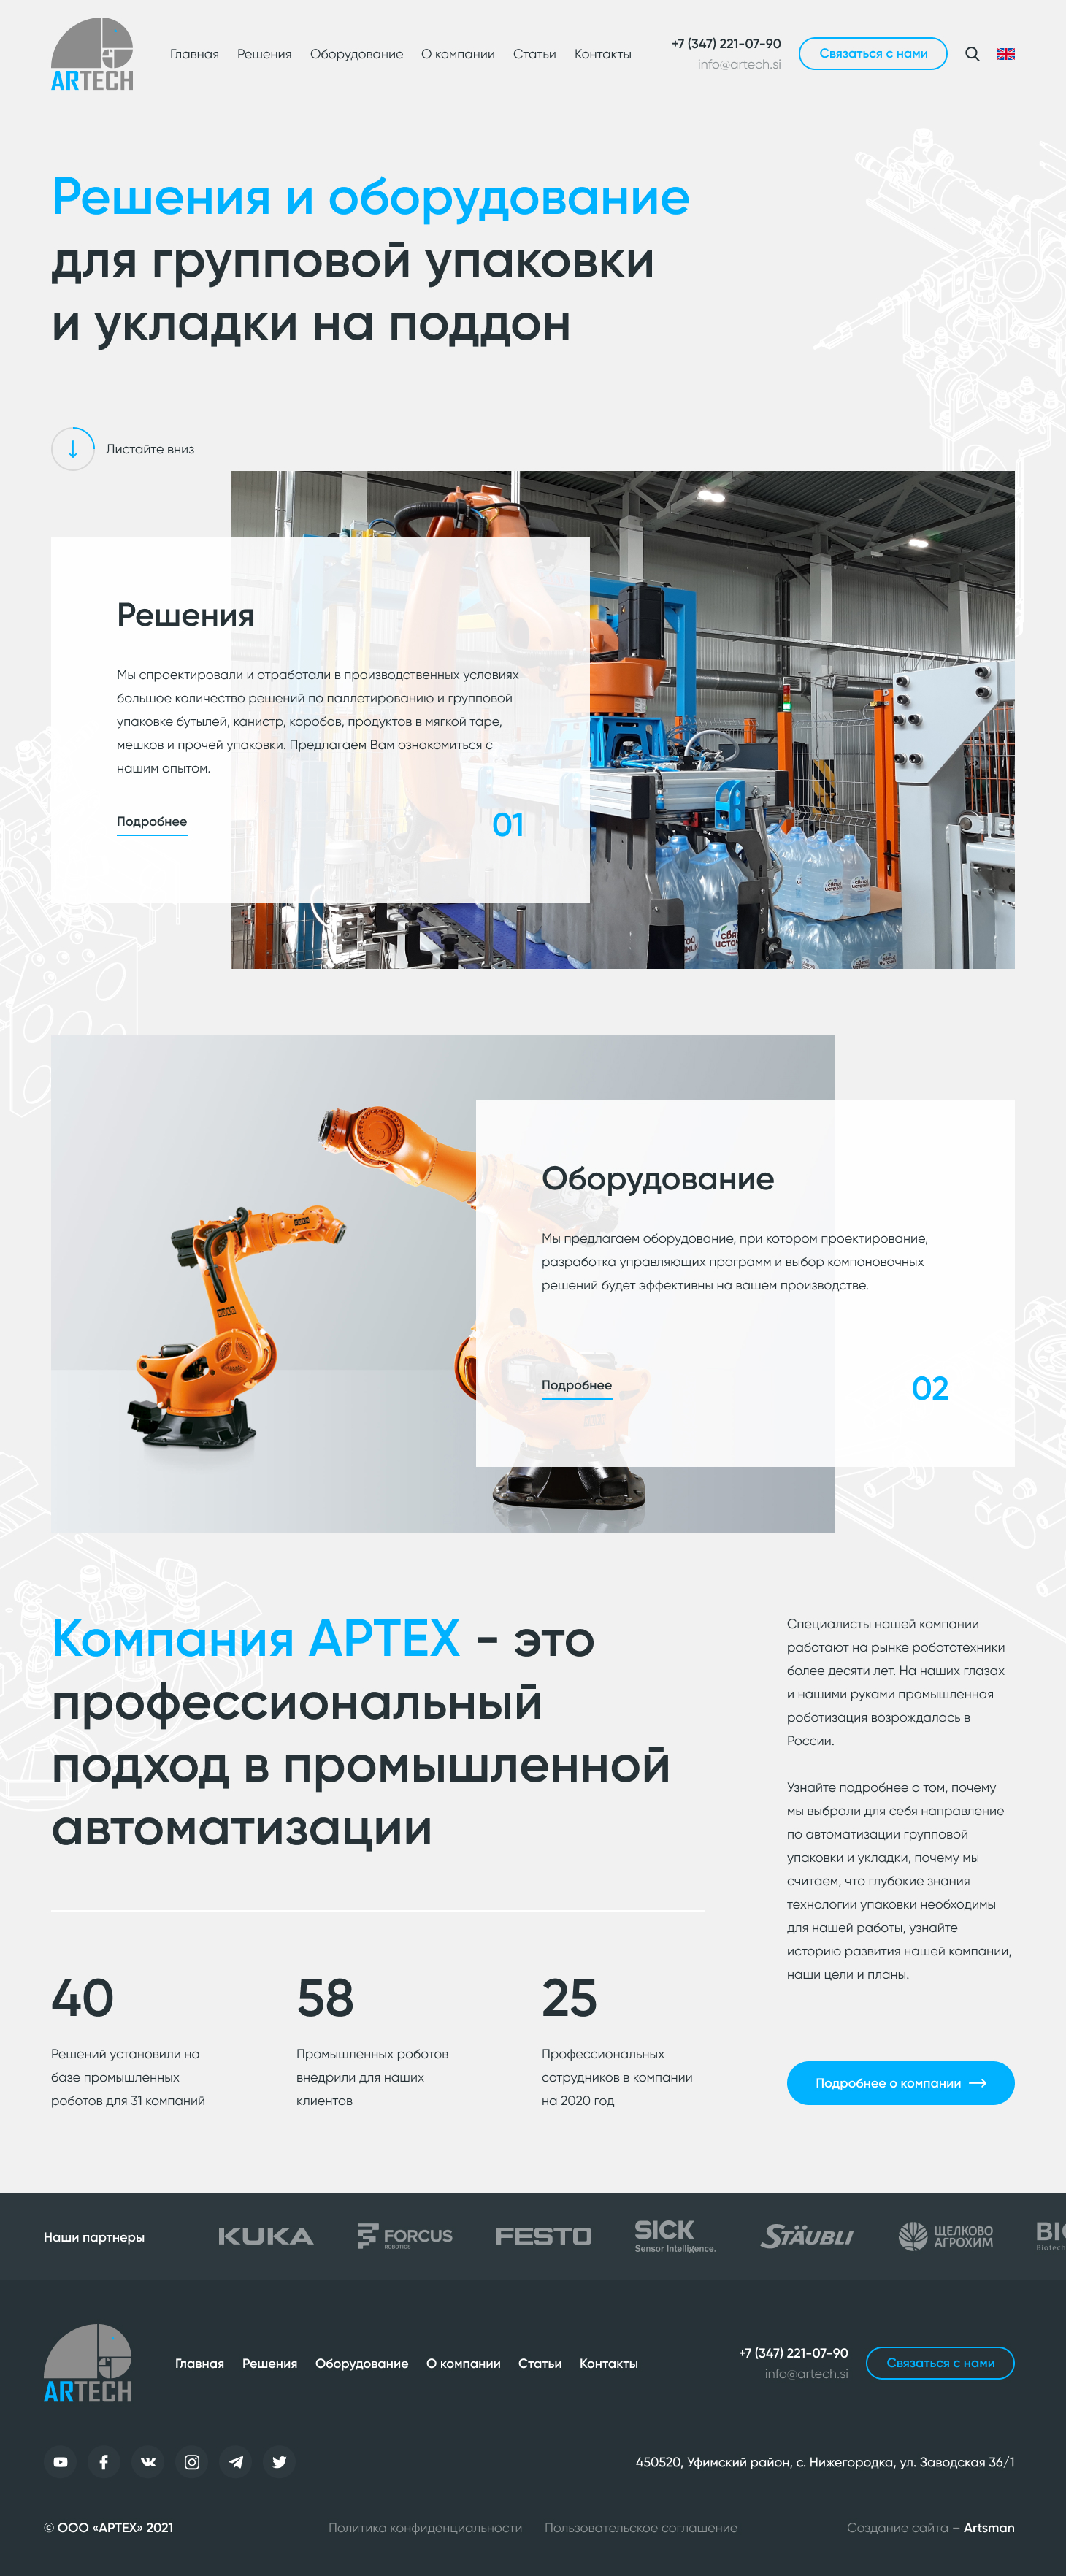 ARTECH
Главная Решения Оборудование О компании Статьи Контакты
+7 (347) 221-07-90
info@artech.si
Связаться с нами
Решения и оборудование
для групповой упаковки
и укладки на поддон
Листайте вниз
Решения
Мы спроектировали и отработали в производственных условиях
большое количество решений по паллетированию и групповой
упаковке бутылей, канистр, коробов, продуктов в мягкой таре,
мешков и прочей упаковки. Предлагаем Вам ознакомиться с
нашим опытом.
Подробнее
01
Оборудование
Мы предлагаем оборудование, при котором проектирование,
разработка управляющих программ и выбор компоновочных
решений будет эффективны на вашем производстве.
Подробнее
02
Компания АРТЕХ - это
профессиональный
подход в промышленной
автоматизации
Специалисты нашей компании
работают на рынке робототехники
более десяти лет. На наших глазах
и нашими руками промышленная
роботизация возрождалась в
России.
Узнайте подробнее о том, почему
мы выбрали для себя направление
по автоматизации групповой
упаковки и укладки, почему мы
считаем, что глубокие знания
технологии упаковки необходимы
для нашей работы, узнайте
историю развития нашей компании,
наши цели и планы.
40
Решений установили на
базе промышленных
роботов для 31 компаний
58
Промышленных роботов
внедрили для наших
клиентов
25
Профессиональных
сотрудников в компании
на 2020 год
Подробнее о компании
Наши партнеры
KUKA
FORCUS
ROBOTICS
FESTO
SICK
Sensor Intelligence.
STÄUBLI
ЩЕЛКОВО
АГРОХИМ
Biotech
ARTECH
Главная Решения Оборудование О компании Статьи Контакты
+7 (347) 221-07-90
info@artech.si
Связаться с нами
450520, Уфимский район, с. Нижегородка, ул. Заводская 36/1
© ООО «АРТЕХ» 2021
Политика конфиденциальности
Пользовательское соглашение
Создание сайта – Artsman